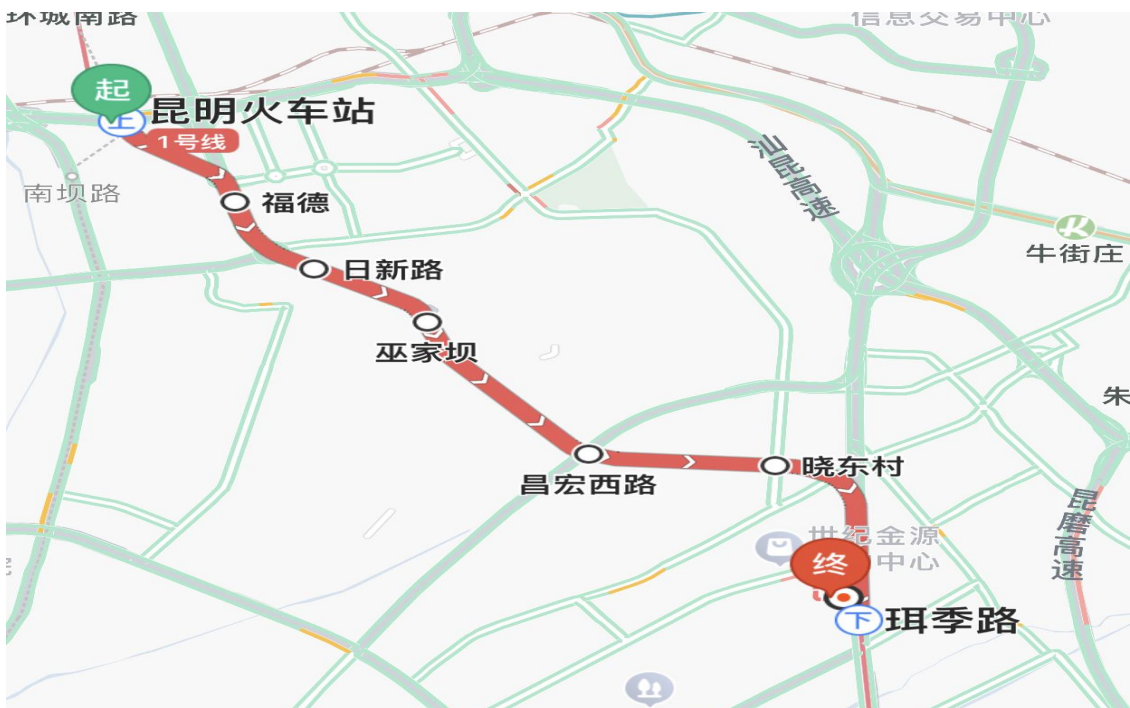 环城南路
信息交易中心
起
昆明火车站
上
1号线
汕昆高速
南坝路
福德
牛街庄
日新路
巫家坝
朱
昌宏西路
晓东村
昆磨高速
世纪金源
中心
终
下
珥季路